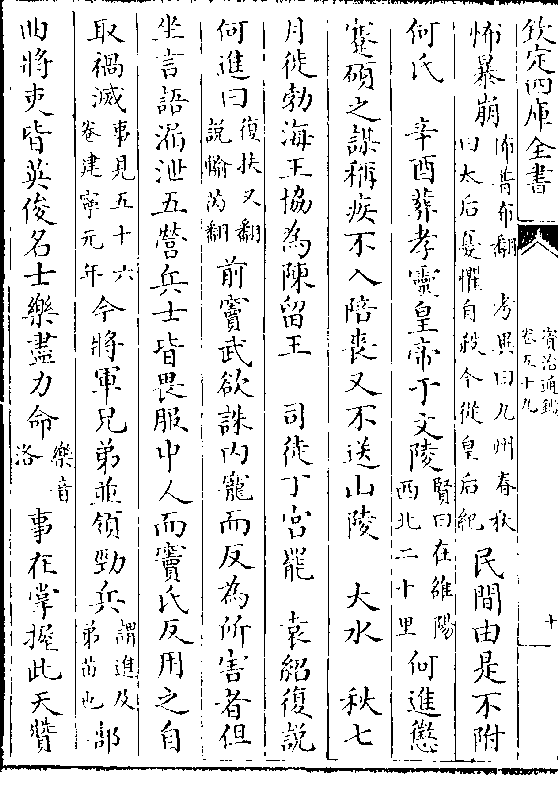 欽定四庫全書
資治通鑑
卷五十九
十
怖暴崩
怖普布翻 考異曰九州春秋
曰太后憂懼自殺今從皇后紀
民間由是不附
何氏 辛酉葬孝靈皇帝于文陵
賢曰在雒陽
西北二十里
何進懲
蹇碩之謀稱疾不入陪喪又不送山陵 大水 秋七
月徙勃海王協為陳留王 司徒丁宮罷 袁紹復說
何進曰
復扶又翻
說輸芮翻
前竇武欲誅内寵而反為所害者但
坐言語漏泄五營兵士皆畏服中人而竇氏反用之自
取禍滅
事見五十六
卷建寧元年
今將軍兄弟並領勁兵
謂進及
弟苗也
部
曲將吏皆英俊名士樂盡力命
樂音
洛
事在掌握此天贊